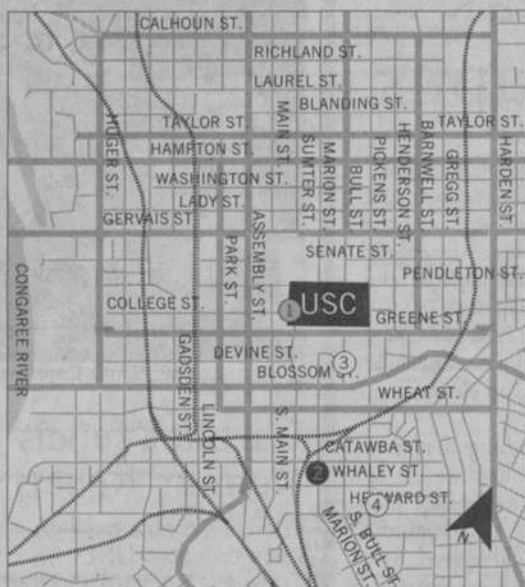 CALHOUN ST.
RICHLAND ST.
LAUREL ST.
BLANDING ST.
TAYLOR ST.
TAYLOR ST.
HAMPTON ST.
WASHINGTON ST.
LADY ST.
GERVAIS ST.
HUGER ST.
MAIN ST.
SUMTER ST.
MARION ST.
BULL ST.
PICKENS ST.
HENDERSON ST.
BARNWELL ST.
GREGG ST.
HARDEN ST.
SENATE ST.
PENDLETON ST.
CONGAREE RIVER
PARK ST.
ASSEMBLY ST.
COLLEGE ST.
1
USC
GREENE ST.
GADSDEN ST.
DEVINE ST.
3
BLOSSOM ST.
WHEAT ST.
LINCOLN ST.
S. MAIN ST.
CATAWBA ST.
2
WHALEY ST.
HEYWARD ST.
4
S. BULL ST.
MARION ST.
N